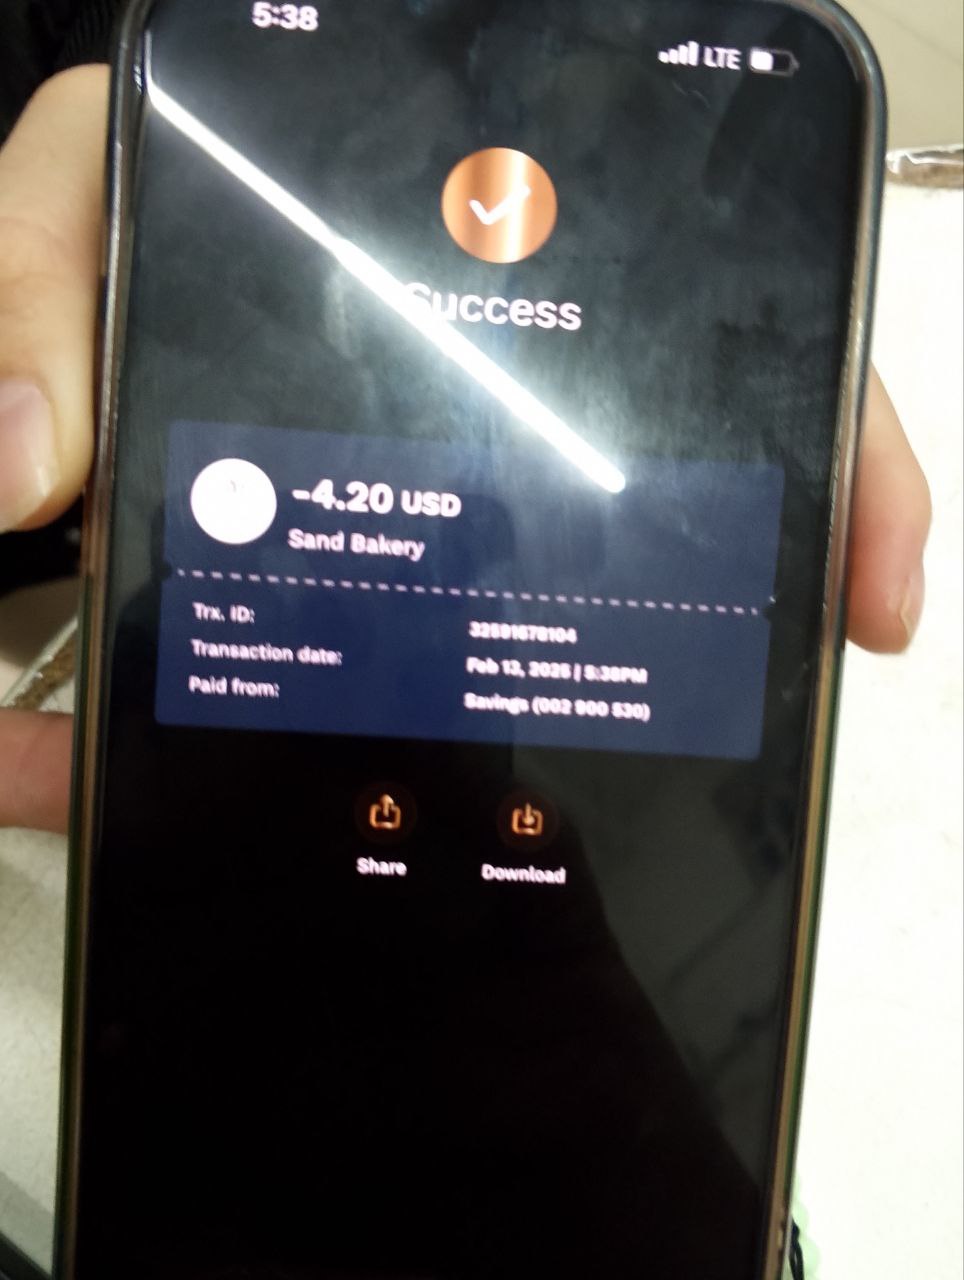 5:38
LTE
Success
-4.20 USD
Sand Bakery
Trx. ID:
32591678104
Transaction date:
Feb 13, 2025 | 5:38PM
Paid from:
Savings (002 900 530)
Share
Download